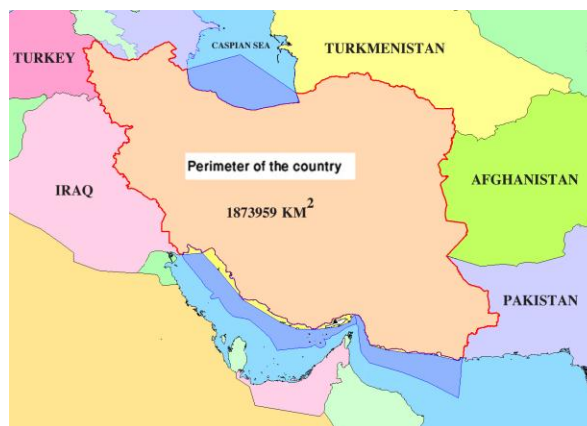 CASPIAN SEA
TURKMENISTAN
TURKEY
Perimeter of the country
IRAQ
AFGHANISTAN
1873959 KM²
PAKISTAN